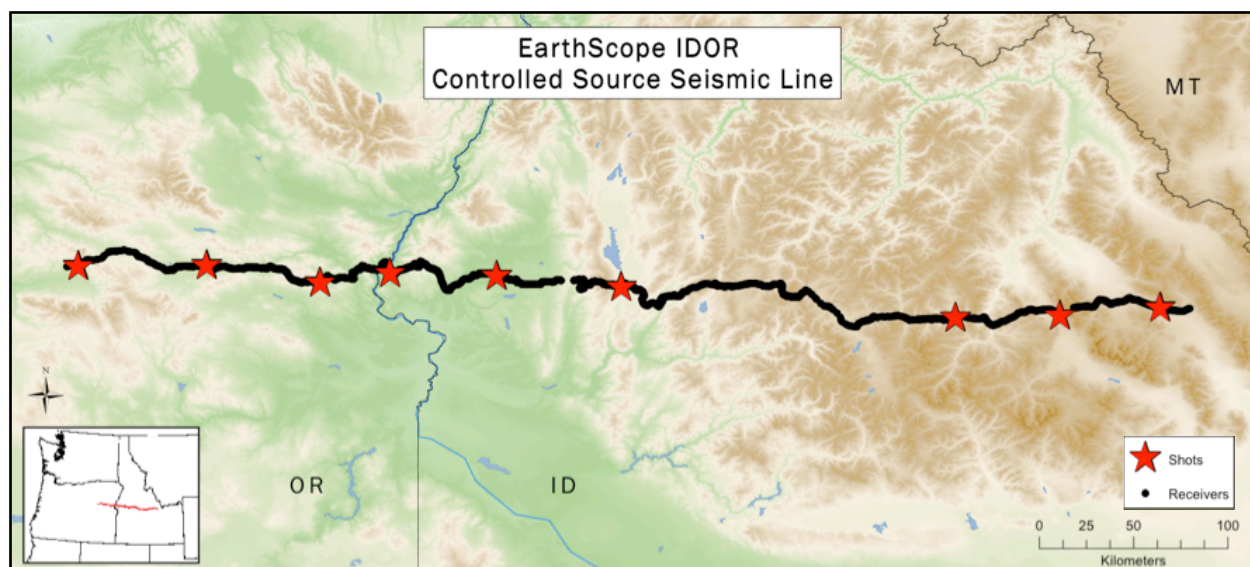 EarthScope IDOR
Controlled Source Seismic Line
MT
N
OR
ID
Shots
Receivers
0 25 50 100
Kilometers